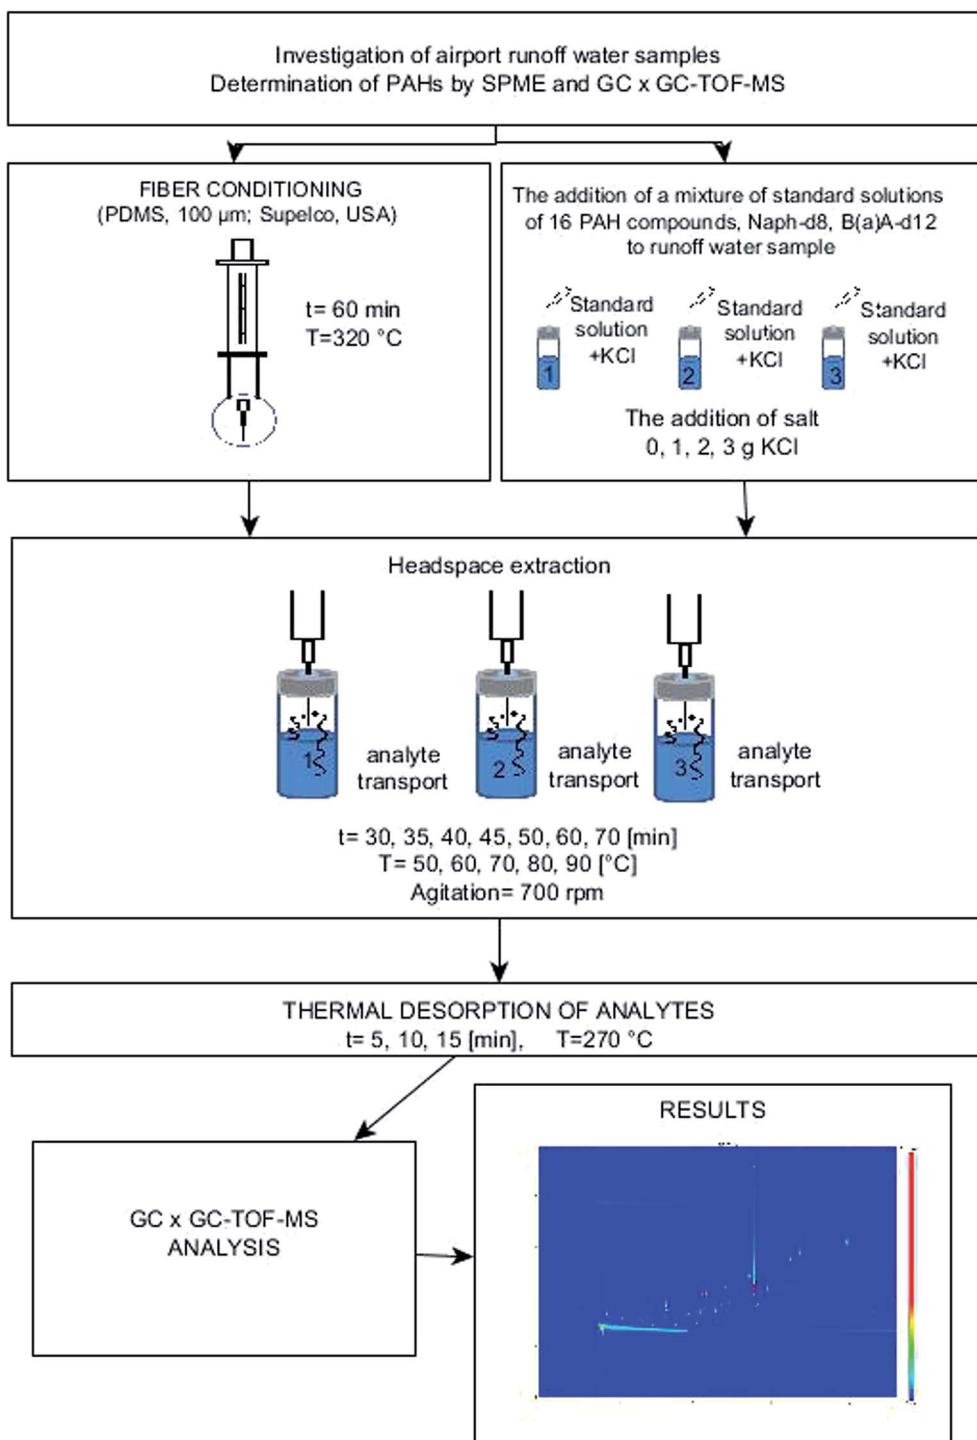 Investigation of airport runoff water samples
Determination of PAHs by SPME and GC x GC-TOF-MS
FIBER CONDITIONING
(PDMS, 100 µm; Supelco, USA)
t= 60 min
T=320 °C
The addition of a mixture of standard solutions
of 16 PAH compounds, Naph-d8, B(a)A-d12
to runoff water sample
Standard
solution
+KCl
1
Standard
solution
+KCl
2
Standard
solution
+KCl
3
The addition of salt
0, 1, 2, 3 g KCl
Headspace extraction
1
analyte
transport
2
analyte
transport
3
analyte
transport
t= 30, 35, 40, 45, 50, 60, 70 [min]
T= 50, 60, 70, 80, 90 [°C]
Agitation= 700 rpm
THERMAL DESORPTION OF ANALYTES
t= 5, 10, 15 [min], T=270 °C
GC x GC-TOF-MS
ANALYSIS
RESULTS